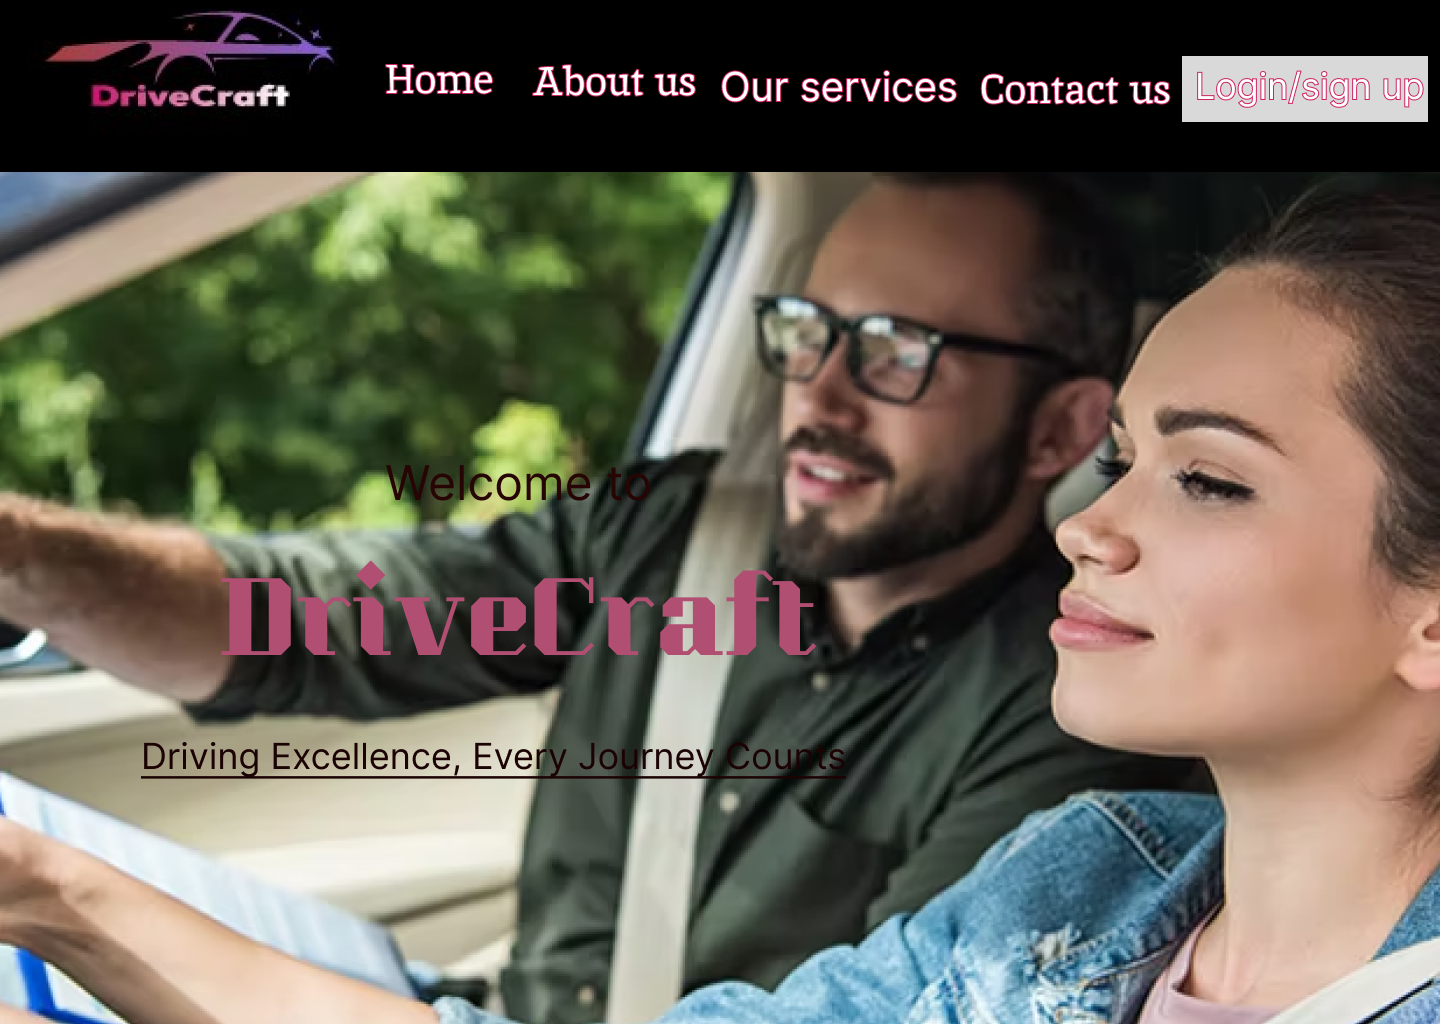 DriveCraft
Home About us Our services Contact us Login/sign up
Welcome to
DriveCraft
Driving Excellence, Every Journey Counts